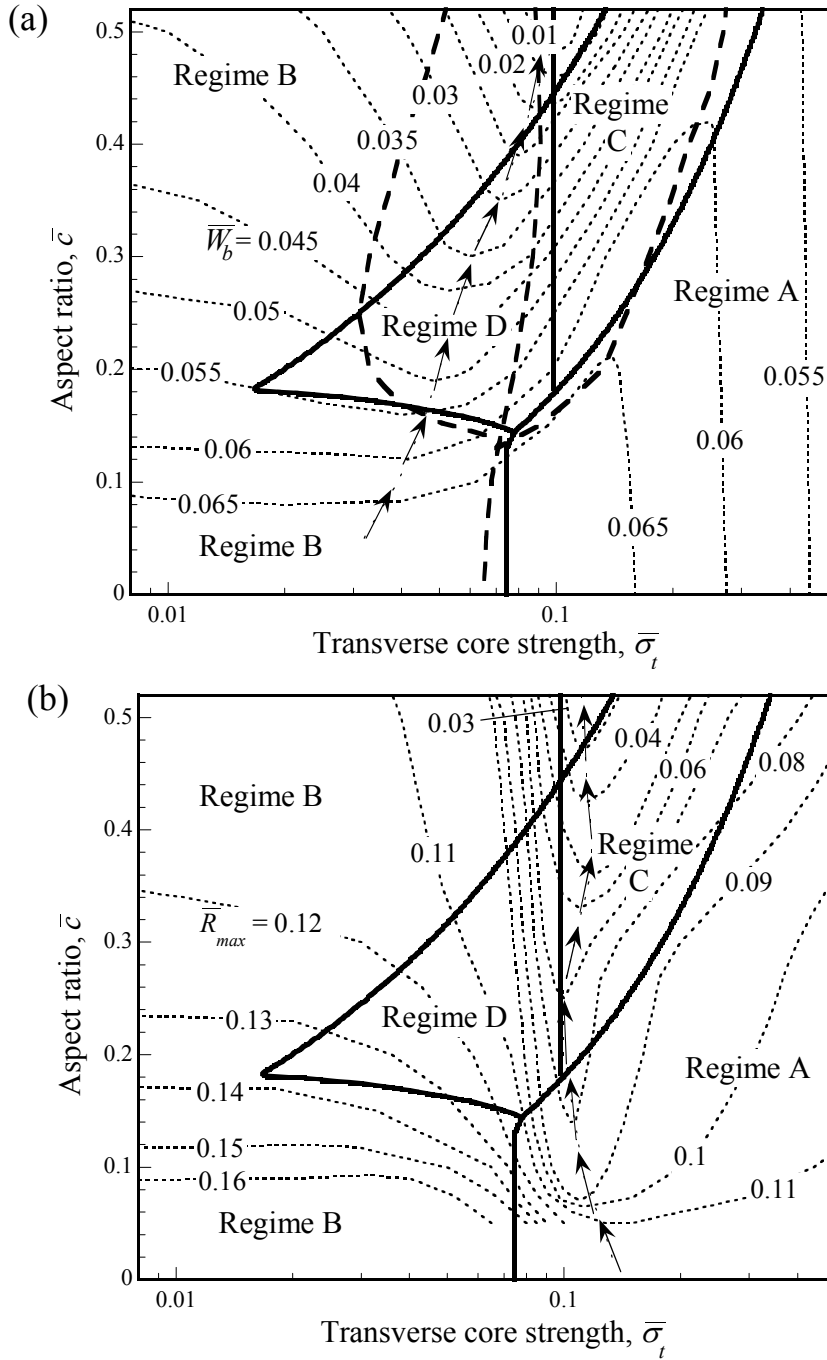 (a)
0.5
0.4
0.3
0.2
0.1
0
Aspect ratio, c̄
Regime B
0.01
0.02
0.03
0.035
0.04
W̄_b = 0.045
0.05
0.055
0.06
0.065
Regime B
Regime C
Regime D
Regime A
0.055
0.06
0.065
0.01
0.1
Transverse core strength, σ̄_t
(b)
0.5
0.4
0.3
0.2
0.1
0
Aspect ratio, c̄
0.03
0.04
0.06
0.08
Regime B
0.11
Regime C
0.09
R̄_max = 0.12
0.13
Regime D
Regime A
0.14
0.15
0.16
0.1
0.11
Regime B
0.01
0.1
Transverse core strength, σ̄_t